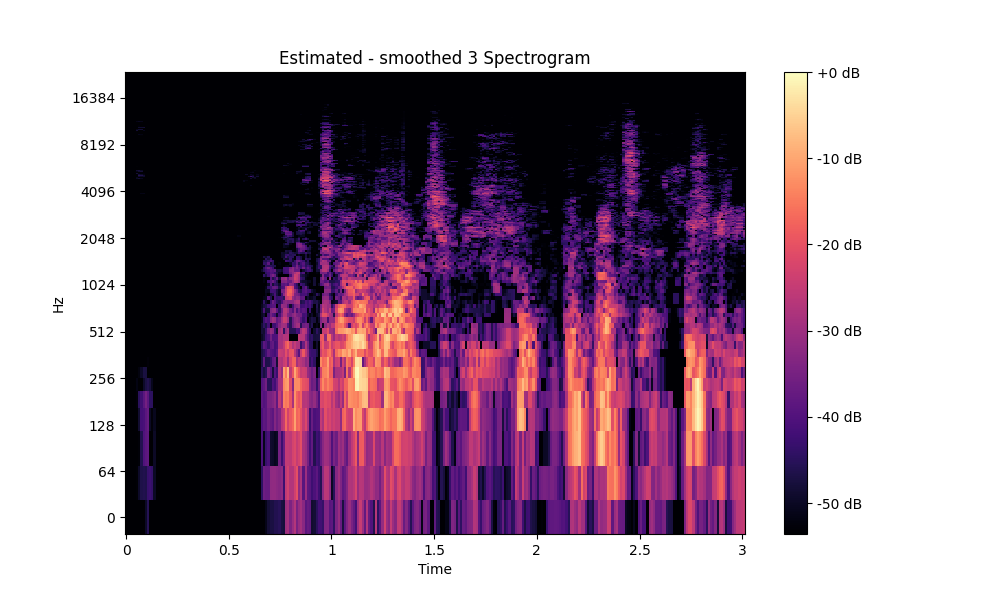 Estimated - smoothed 3 Spectrogram
16384
8192
4096
2048
1024
512
256
128
64
0
Hz
0
0.5
1
1.5
2
2.5
3
Time
+0 dB
-10 dB
-20 dB
-30 dB
-40 dB
-50 dB